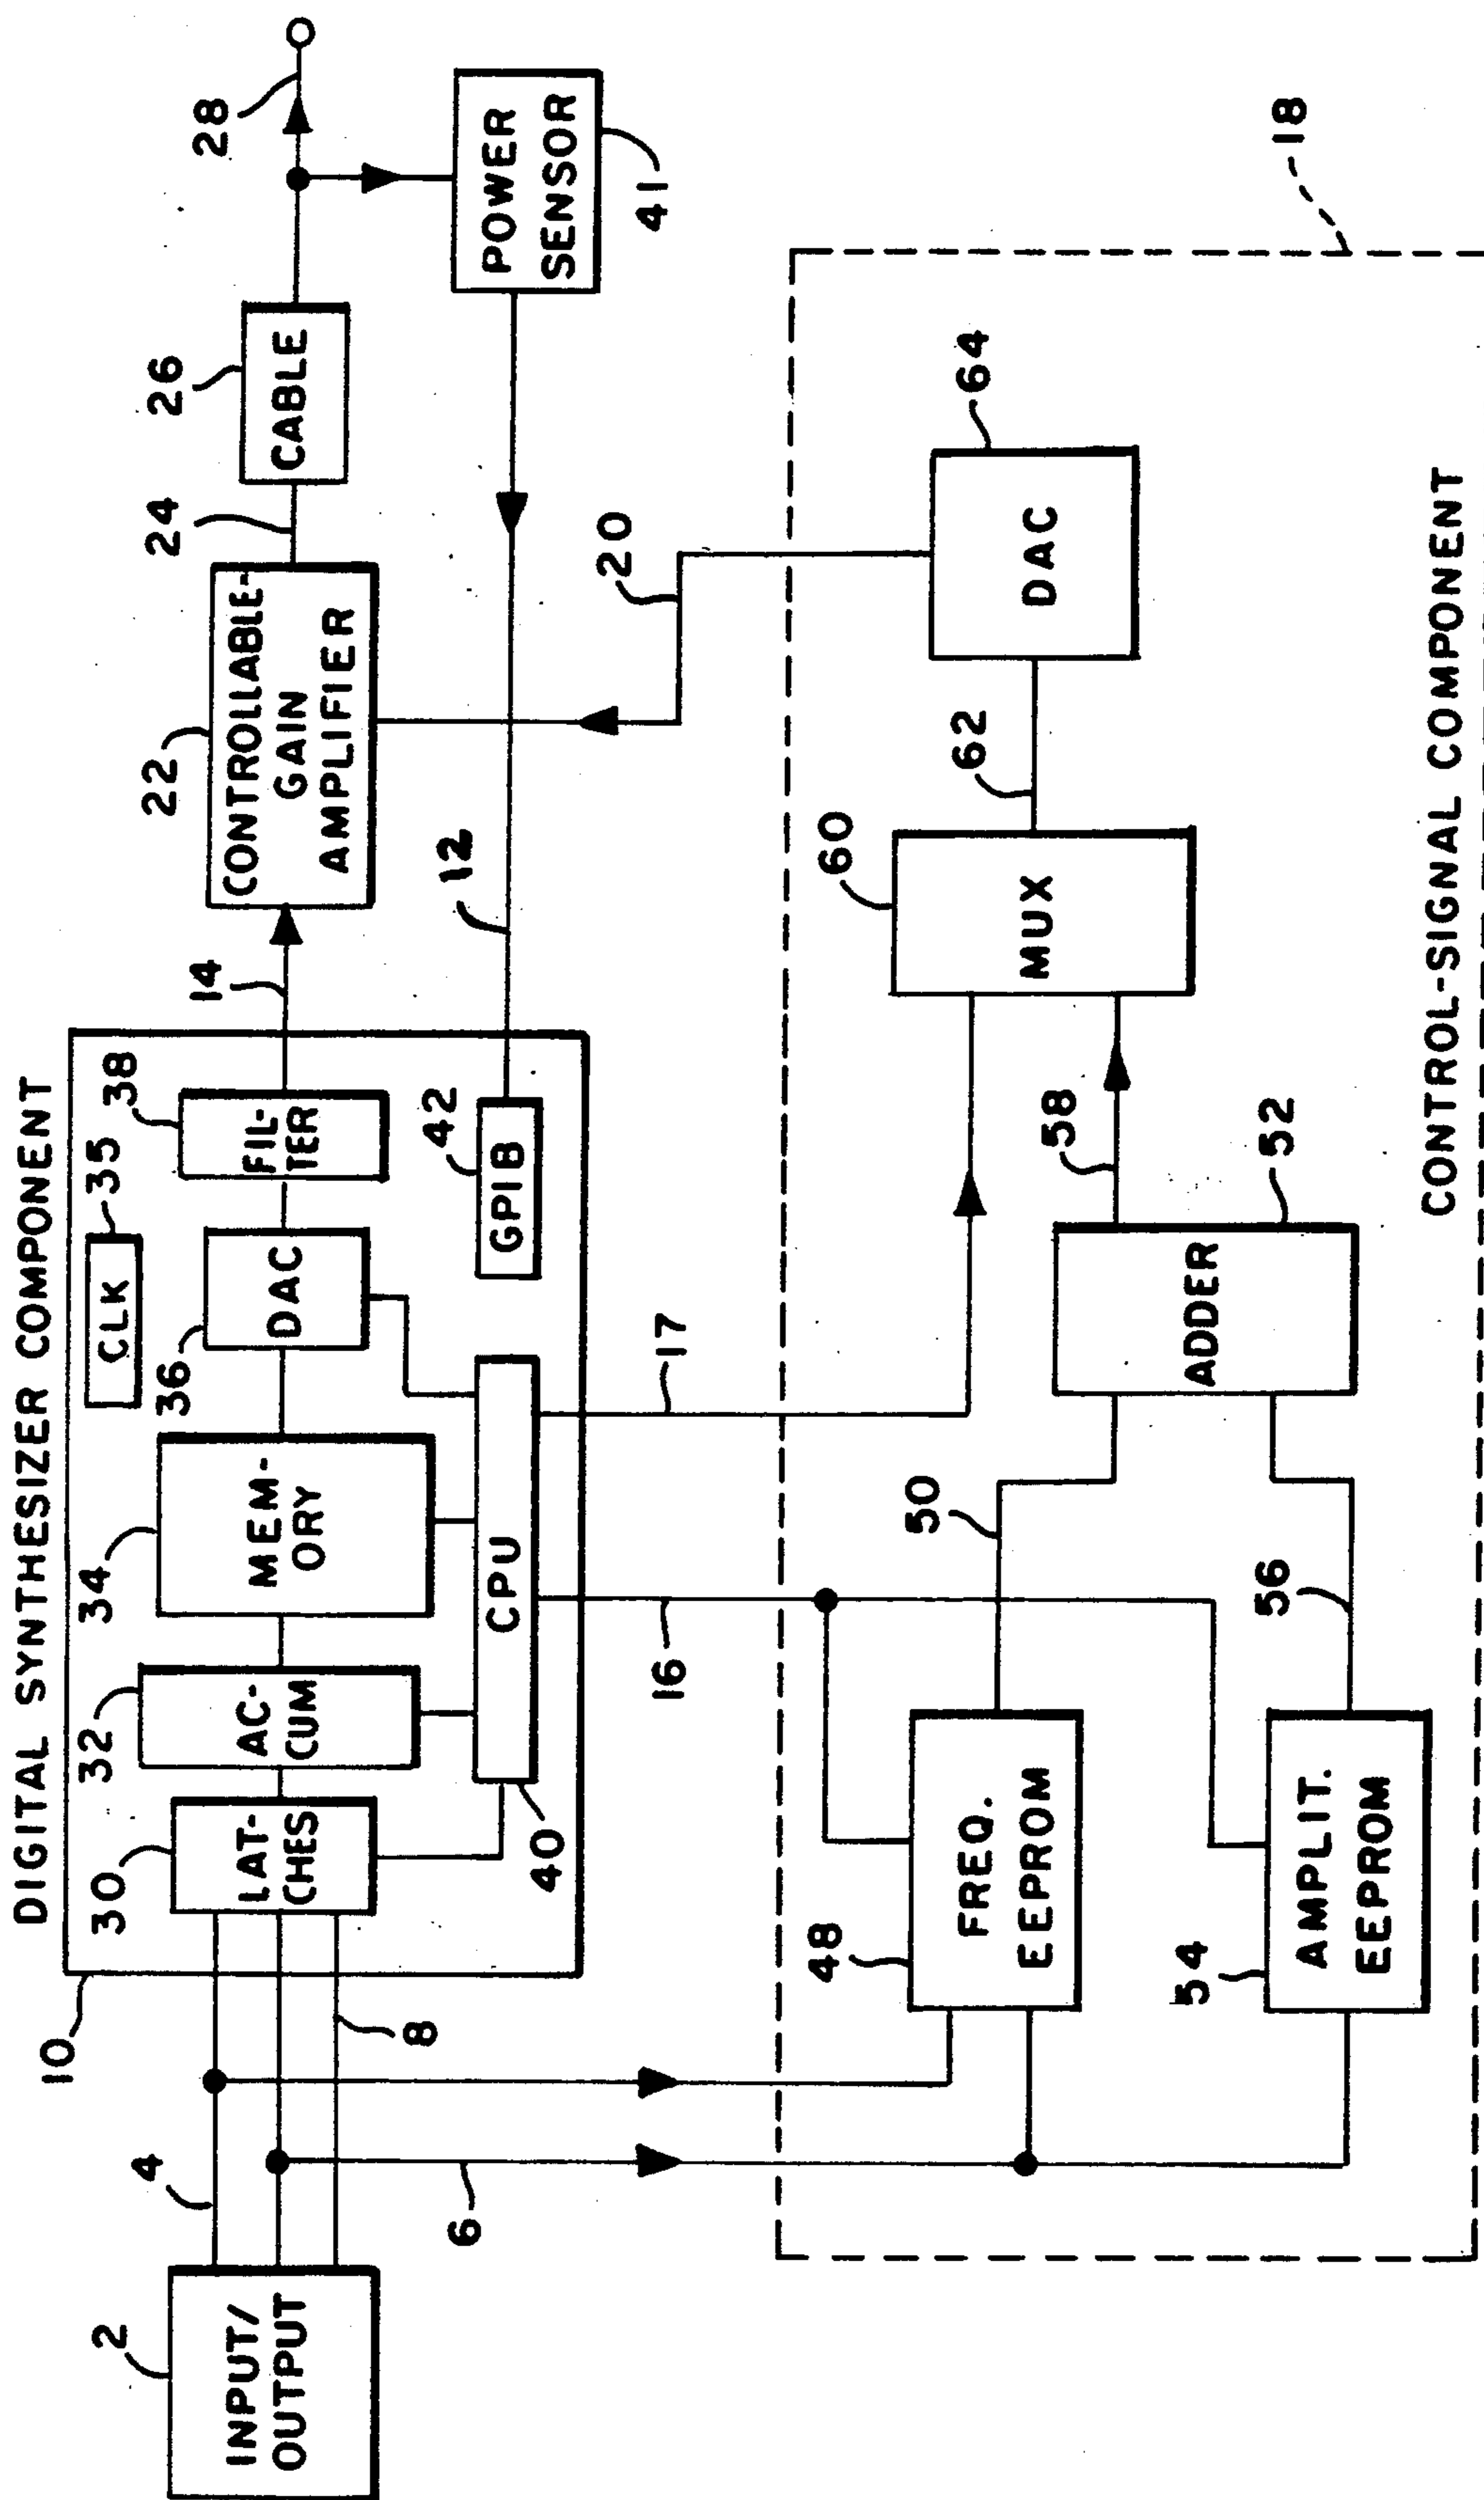 DIGITAL SYNTHESIZER COMPONENT
10
2
INPUT/
OUTPUT
4
6
8
30
LAT-
CHES
32
AC-
CUM
34
MEM-
ORY
35
CLK
36
DAC
38
FIL-
TER
40
CPU
42
GPIB
14
12
22
CONTROLLABLE-
GAIN
AMPLIFIER
24
26
CABLE
28
POWER
SENSOR
41
20
16
17
18
48
FREQ.
EEPROM
50
54
AMPLIT.
EEPROM
56
ADDER
52
58
60
MUX
62
64
DAC
CONTROL-SIGNAL COMPONENT